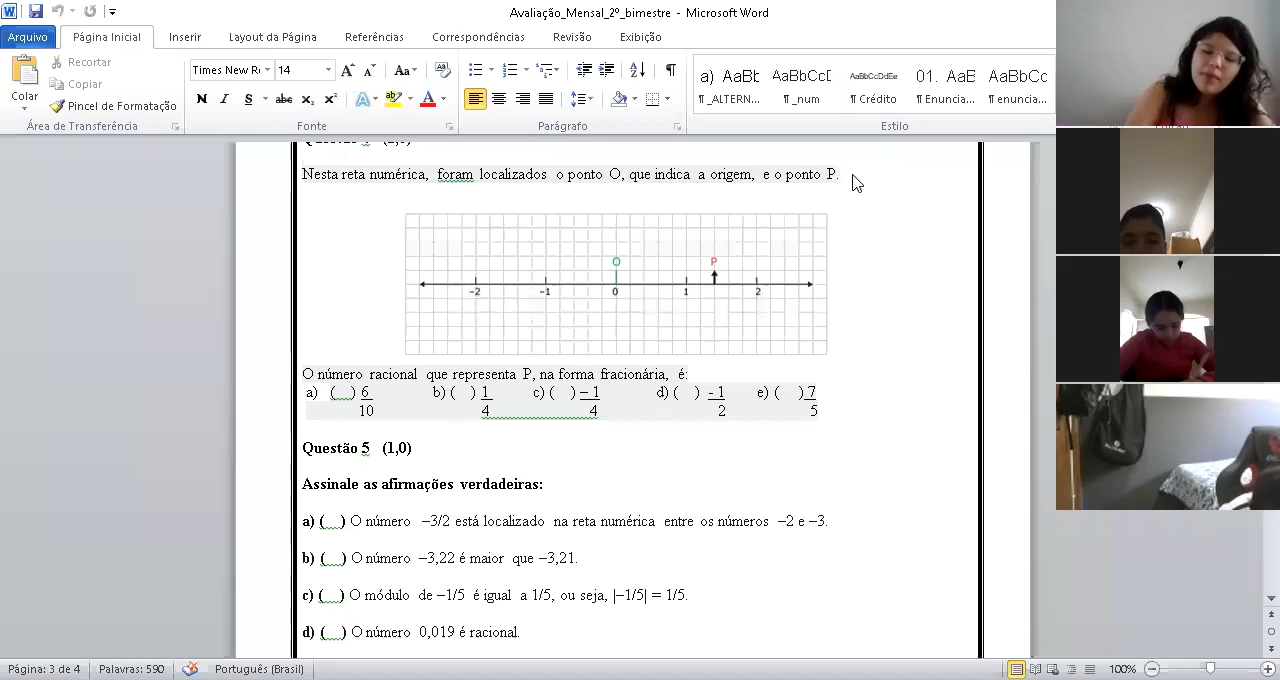 Avaliação_Mensal_2º_bimestre - Microsoft Word
Arquivo Página Inicial Inserir Layout da Página Referências Correspondências Revisão Exibição
Colar
Recortar
Copiar
Pincel de Formatação
Área de Transferência
Times New R 14
N I S abc x₂ x²
Fonte
Parágrafo
a) AaBb AaBbCcD AaBbCcDdEe 01. AaB AaBbCc
_ALTERN... _num Crédito Enuncia... enuncia...
Estilo
Nesta reta numérica, foram localizados o ponto O, que indica a origem, e o ponto P.
O P
-2 -1 0 1 2
O número racional que representa P, na forma fracionária, é:
a) ( ) 6 b) ( ) 1 c) ( ) −1 d) ( ) -1 e) ( ) 7
10 4 4 2 5
Questão 5 (1,0)
Assinale as afirmações verdadeiras:
a) ( ) O número −3/2 está localizado na reta numérica entre os números −2 e −3.
b) ( ) O número −3,22 é maior que −3,21.
c) ( ) O módulo de −1/5 é igual a 1/5, ou seja, |−1/5| = 1/5.
d) ( ) O número 0,019 é racional.
Página: 3 de 4 Palavras: 590 Português (Brasil) 100%